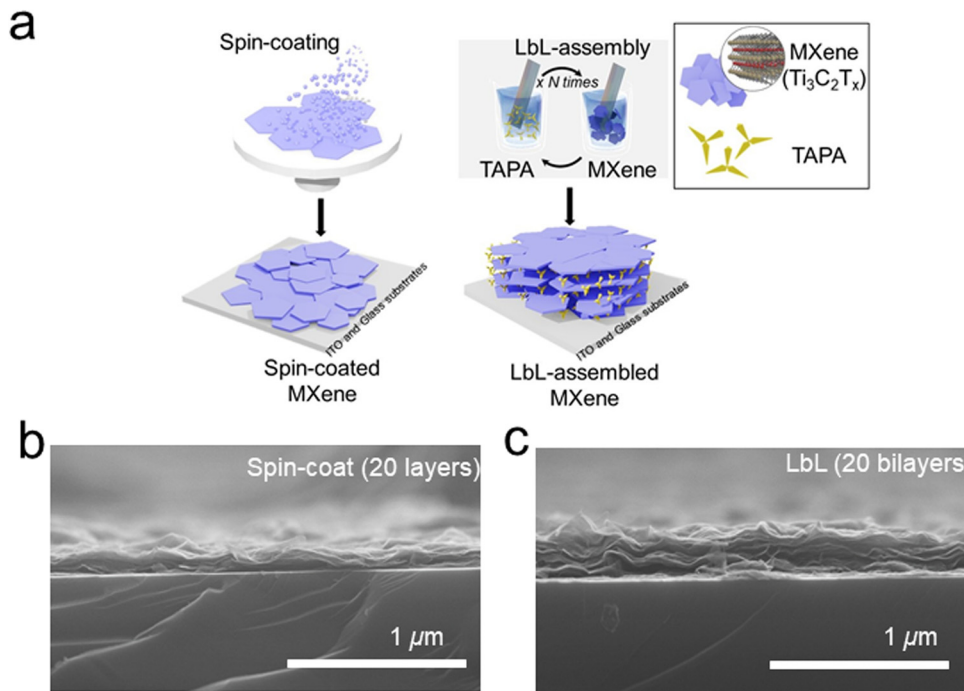 a
Spin-coating
LbL-assembly
x N times
TAPA
MXene
MXene
(Ti₃C₂Tₓ)
TAPA
ITO and Glass substrates
Spin-coated
MXene
ITO and Glass substrates
LbL-assembled
MXene
b
Spin-coat (20 layers)
1 µm
c
LbL (20 bilayers
1 µm